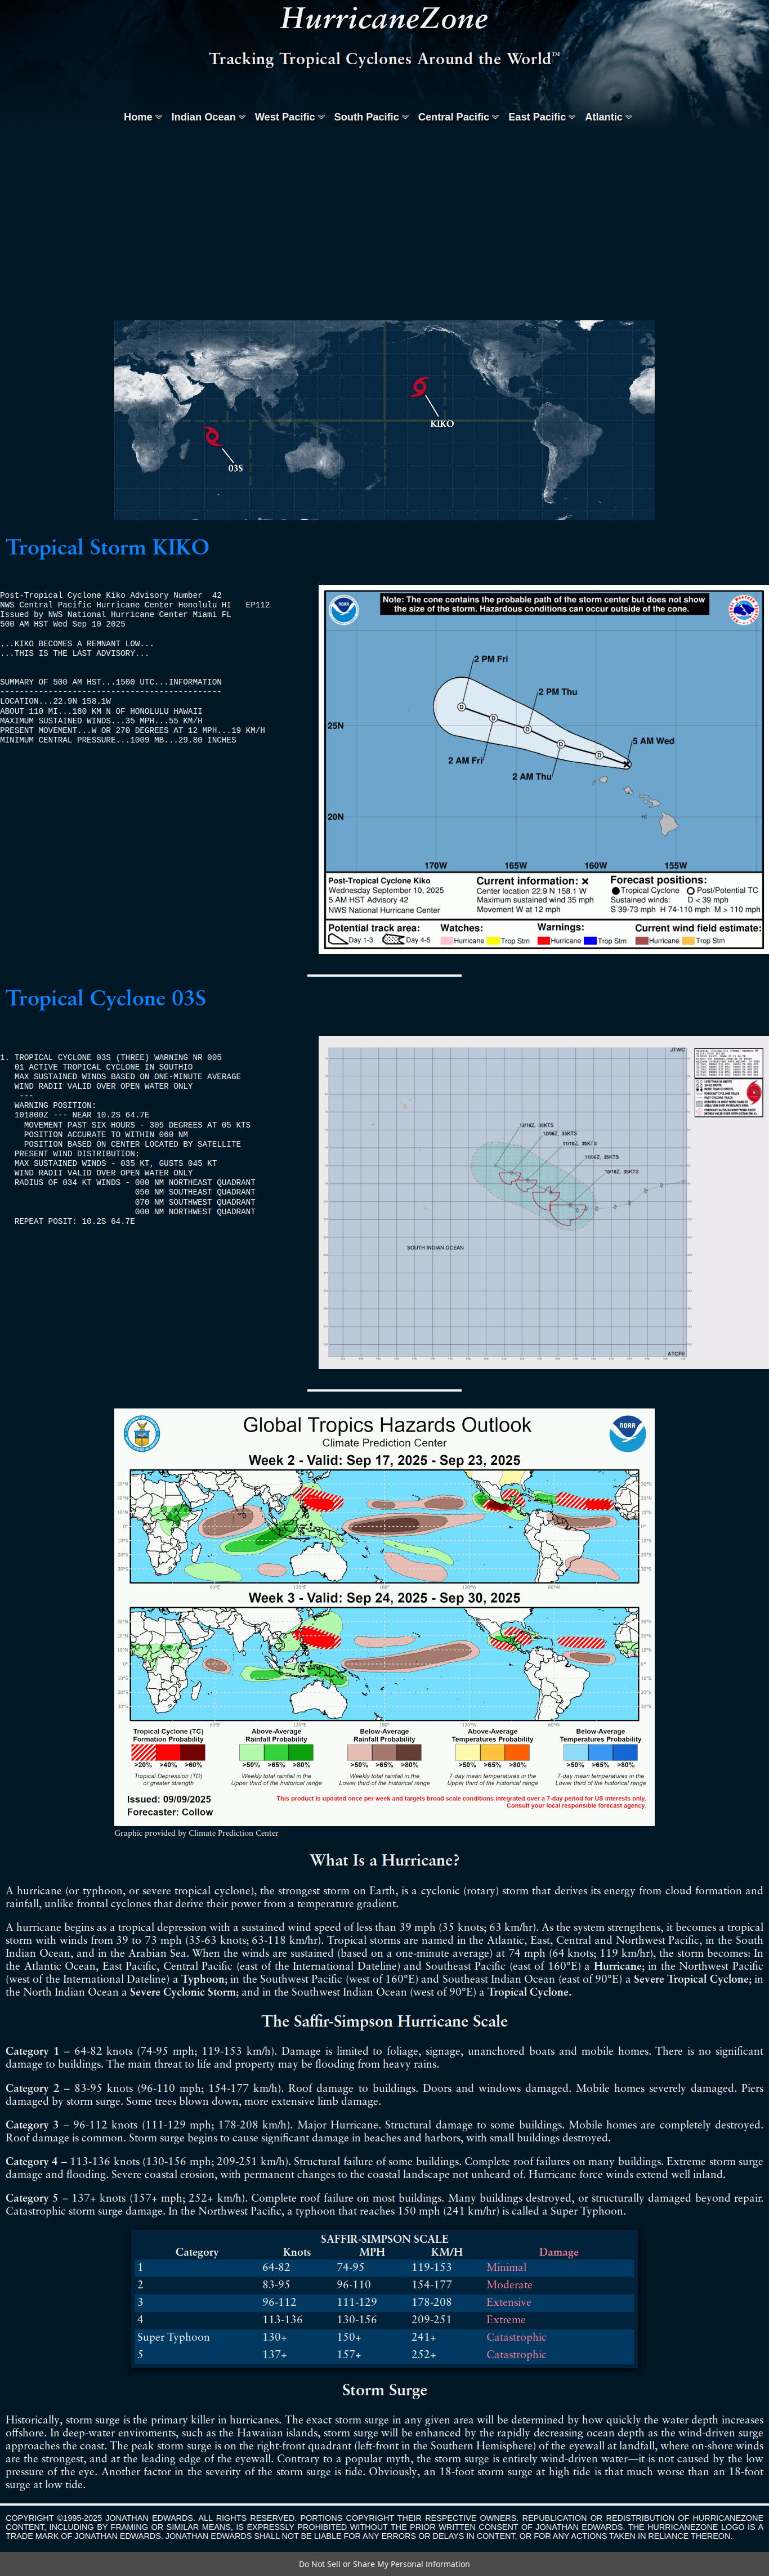 HurricaneZone
Tracking Tropical Cyclones Around the World™
Home Indian Ocean West Pacific South Pacific Central Pacific East Pacific Atlantic
KIKO
03S
Tropical Storm KIKO
Post-Tropical Cyclone Kiko Advisory Number 42
NWS Central Pacific Hurricane Center Honolulu HI EP112
Issued by NWS National Hurricane Center Miami FL
500 AM HST Wed Sep 10 2025
...KIKO BECOMES A REMNANT LOW...
...THIS IS THE LAST ADVISORY...
SUMMARY OF 500 AM HST...1500 UTC...INFORMATION
----------------------------------------------
LOCATION...22.9N 158.1W
ABOUT 110 MI...180 KM N OF HONOLULU HAWAII
MAXIMUM SUSTAINED WINDS...35 MPH...55 KM/H
PRESENT MOVEMENT...W OR 270 DEGREES AT 12 MPH...19 KM/H
MINIMUM CENTRAL PRESSURE...1009 MB...29.80 INCHES
Note: The cone contains the probable path of the storm center but does not show
the size of the storm. Hazardous conditions can occur outside of the cone.
NOAA
2 PM Fri
2 PM Thu
25N
5 AM Wed
2 AM Fri
2 AM Thu
20N
170W 165W 160W 155W
Post-Tropical Cyclone Kiko
Wednesday September 10, 2025
5 AM HST Advisory 42
NWS National Hurricane Center
Current information: ×
Center location 22.9 N 158.1 W
Maximum sustained wind 35 mph
Movement W at 12 mph
Forecast positions:
Tropical Cyclone Post/Potential TC
Sustained winds: D < 39 mph
S 39-73 mph H 74-110 mph M > 110 mph
Potential track area: Watches: Warnings: Current wind field estimate:
Day 1-3 Day 4-5 Hurricane Trop Stm Hurricane Trop Stm Hurricane Trop Stm
Tropical Cyclone 03S
1. TROPICAL CYCLONE 03S (THREE) WARNING NR 005
01 ACTIVE TROPICAL CYCLONE IN SOUTHIO
MAX SUSTAINED WINDS BASED ON ONE-MINUTE AVERAGE
WIND RADII VALID OVER OPEN WATER ONLY
---
WARNING POSITION:
101800Z --- NEAR 10.2S 64.7E
MOVEMENT PAST SIX HOURS - 305 DEGREES AT 05 KTS
POSITION ACCURATE TO WITHIN 060 NM
POSITION BASED ON CENTER LOCATED BY SATELLITE
PRESENT WIND DISTRIBUTION:
MAX SUSTAINED WINDS - 035 KT, GUSTS 045 KT
WIND RADII VALID OVER OPEN WATER ONLY
RADIUS OF 034 KT WINDS - 000 NM NORTHEAST QUADRANT
050 NM SOUTHEAST QUADRANT
070 NM SOUTHWEST QUADRANT
000 NM NORTHWEST QUADRANT
REPEAT POSIT: 10.2S 64.7E
JTWC
12/18Z, 30KTS
12/06Z, 35KTS
11/18Z, 35KTS
11/06Z, 35KTS
10/18Z, 35KTS
SOUTH INDIAN OCEAN
ATCF®
Global Tropics Hazards Outlook
Climate Prediction Center
Week 2 - Valid: Sep 17, 2025 - Sep 23, 2025
Week 3 - Valid: Sep 24, 2025 - Sep 30, 2025
Tropical Cyclone (TC)
Formation Probability
>20% >40% >60%
Tropical Depression (TD)
or greater strength
Above-Average
Rainfall Probability
>50% >65% >80%
Weekly total rainfall in the
Upper third of the historical range
Below-Average
Rainfall Probability
>50% >65% >80%
Weekly total rainfall in the
Lower third of the historical range
Above-Average
Temperatures Probability
>50% >65% >80%
7-day mean temperatures in the
Upper third of the historical range
Below-Average
Temperatures Probability
>50% >65% >80%
7-day mean temperatures in the
Lower third of the historical range
Issued: 09/09/2025
Forecaster: Collow
This product is updated once per week and targets broad scale conditions integrated over a 7-day period for US interests only.
Consult your local responsible forecast agency.
Graphic provided by Climate Prediction Center
What Is a Hurricane?
A hurricane (or typhoon, or severe tropical cyclone), the strongest storm on Earth, is a cyclonic (rotary) storm that derives its energy from cloud formation and
rainfall, unlike frontal cyclones that derive their power from a temperature gradient.
A hurricane begins as a tropical depression with a sustained wind speed of less than 39 mph (35 knots; 63 km/hr). As the system strengthens, it becomes a tropical
storm with winds from 39 to 73 mph (35-63 knots; 63-118 km/hr). Tropical storms are named in the Atlantic, East, Central and Northwest Pacific, in the South
Indian Ocean, and in the Arabian Sea. When the winds are sustained (based on a one-minute average) at 74 mph (64 knots; 119 km/hr), the storm becomes: In
the Atlantic Ocean, East Pacific, Central Pacific (east of the International Dateline) and Southeast Pacific (east of 160°E) a Hurricane; in the Northwest Pacific
(west of the International Dateline) a Typhoon; in the Southwest Pacific (west of 160°E) and Southeast Indian Ocean (east of 90°E) a Severe Tropical Cyclone; in
the North Indian Ocean a Severe Cyclonic Storm; and in the Southwest Indian Ocean (west of 90°E) a Tropical Cyclone.
The Saffir-Simpson Hurricane Scale
Category 1 – 64-82 knots (74-95 mph; 119-153 km/h). Damage is limited to foliage, signage, unanchored boats and mobile homes. There is no significant
damage to buildings. The main threat to life and property may be flooding from heavy rains.
Category 2 – 83-95 knots (96-110 mph; 154-177 km/h). Roof damage to buildings. Doors and windows damaged. Mobile homes severely damaged. Piers
damaged by storm surge. Some trees blown down, more extensive limb damage.
Category 3 – 96-112 knots (111-129 mph; 178-208 km/h). Major Hurricane. Structural damage to some buildings. Mobile homes are completely destroyed.
Roof damage is common. Storm surge begins to cause significant damage in beaches and harbors, with small buildings destroyed.
Category 4 – 113-136 knots (130-156 mph; 209-251 km/h). Structural failure of some buildings. Complete roof failures on many buildings. Extreme storm surge
damage and flooding. Severe coastal erosion, with permanent changes to the coastal landscape not unheard of. Hurricane force winds extend well inland.
Category 5 – 137+ knots (157+ mph; 252+ km/h). Complete roof failure on most buildings. Many buildings destroyed, or structurally damaged beyond repair.
Catastrophic storm surge damage. In the Northwest Pacific, a typhoon that reaches 150 mph (241 km/hr) is called a Super Typhoon.
SAFFIR-SIMPSON SCALE
Category Knots MPH KM/H Damage
1 64-82 74-95 119-153 Minimal
2 83-95 96-110 154-177 Moderate
3 96-112 111-129 178-208 Extensive
4 113-136 130-156 209-251 Extreme
Super Typhoon 130+ 150+ 241+ Catastrophic
5 137+ 157+ 252+ Catastrophic
Storm Surge
Historically, storm surge is the primary killer in hurricanes. The exact storm surge in any given area will be determined by how quickly the water depth increases
offshore. In deep-water enviroments, such as the Hawaiian islands, storm surge will be enhanced by the rapidly decreasing ocean depth as the wind-driven surge
approaches the coast. The peak storm surge is on the right-front quadrant (left-front in the Southern Hemisphere) of the eyewall at landfall, where on-shore winds
are the strongest, and at the leading edge of the eyewall. Contrary to a popular myth, the storm surge is entirely wind-driven water—it is not caused by the low
pressure of the eye. Another factor in the severity of the storm surge is tide. Obviously, an 18-foot storm surge at high tide is that much worse than an 18-foot
surge at low tide.
COPYRIGHT ©1995-2025 JONATHAN EDWARDS. ALL RIGHTS RESERVED. PORTIONS COPYRIGHT THEIR RESPECTIVE OWNERS. REPUBLICATION OR REDISTRIBUTION OF HURRICANEZONE
CONTENT, INCLUDING BY FRAMING OR SIMILAR MEANS, IS EXPRESSLY PROHIBITED WITHOUT THE PRIOR WRITTEN CONSENT OF JONATHAN EDWARDS. THE HURRICANEZONE LOGO IS A
TRADE MARK OF JONATHAN EDWARDS. JONATHAN EDWARDS SHALL NOT BE LIABLE FOR ANY ERRORS OR DELAYS IN CONTENT, OR FOR ANY ACTIONS TAKEN IN RELIANCE THEREON.
Do Not Sell or Share My Personal Information